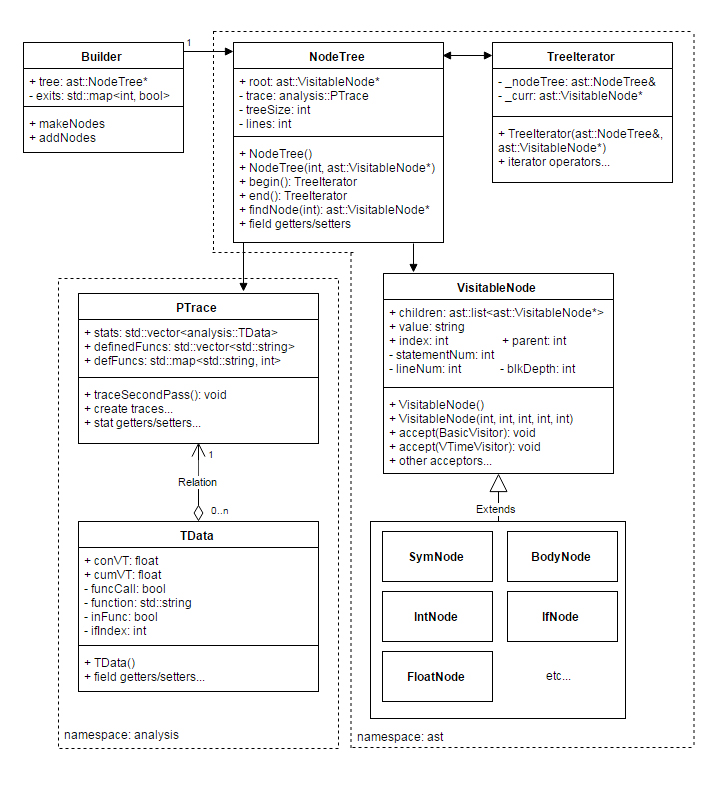 Builder
+ tree: ast::NodeTree*
- exits: std::map<int, bool>
+ makeNodes
+ addNodes
1
NodeTree
+ root: ast::VisitableNode*
- trace: analysis::PTrace
- treeSize: int
- lines: int
+ NodeTree()
+ NodeTree(int, ast::VisitableNode*)
+ begin(): TreeIterator
+ end(): TreeIterator
+ findNode(int): ast::VisitableNode*
+ field getters/setters
TreeIterator
- _nodeTree: ast::NodeTree&
- _curr: ast::VisitableNode*
+ TreeIterator(ast::NodeTree&,
ast::VisitableNode*)
+ iterator operators...
PTrace
+ stats: std::vector<analysis::TData>
+ definedFuncs: std::vector<std::string>
+ defFuncs: std::map<std::string, int>
+ traceSecondPass(): void
+ create traces...
+ stat getters/setters...
1
Relation
0..n
TData
+ conVT: float
+ cumVT: float
- funcCall: bool
- function: std::string
- inFunc: bool
- ifIndex: int
+ TData()
+ field getters/setters...
namespace: analysis
VisitableNode
+ children: ast::list<ast::VisitableNode*>
+ value: string
+ index: int + parent: int
- statementNum: int
- lineNum: int - blkDepth: int
+ VisitableNode()
+ VisitableNode(int, int, int, int, int)
+ accept(BasicVisitor): void
+ accept(VTimeVisitor): void
+ other acceptors...
Extends
SymNode
BodyNode
IntNode
IfNode
FloatNode
etc...
namespace: ast